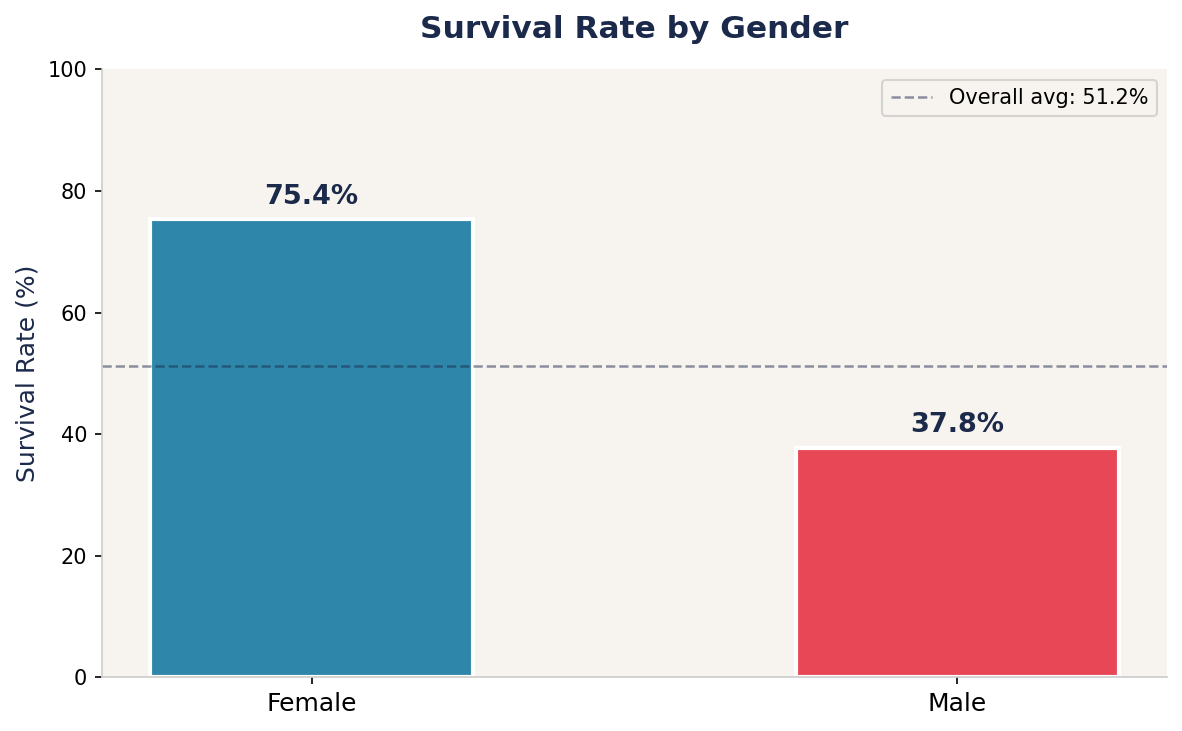 Survival Rate by Gender
Overall avg: 51.2%
Survival Rate (%)
100
80
60
40
20
0
75.4%
37.8%
Female
Male